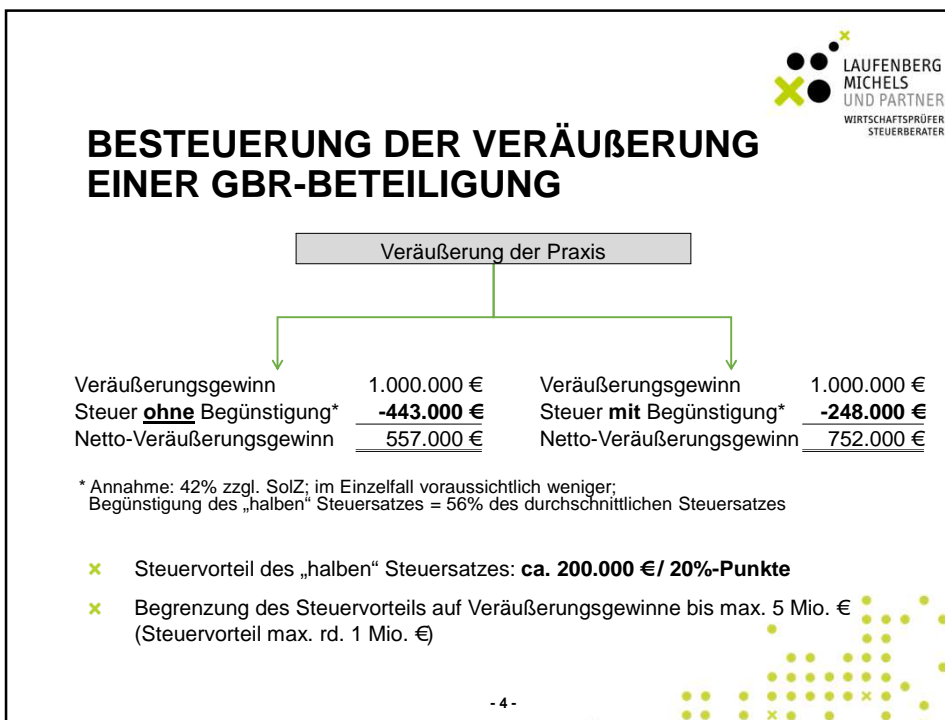 LAUFENBERG
MICHELS
UND PARTNER
WIRTSCHAFTSPRÜFER
STEUERBERATER
BESTEUERUNG DER VERÄUßERUNG
EINER GBR-BETEILIGUNG
Veräußerung der Praxis
Veräußerungsgewinn 1.000.000 €
Steuer ohne Begünstigung* -443.000 €
Netto-Veräußerungsgewinn 557.000 €
Veräußerungsgewinn 1.000.000 €
Steuer mit Begünstigung* -248.000 €
Netto-Veräußerungsgewinn 752.000 €
* Annahme: 42% zzgl. SolZ; im Einzelfall voraussichtlich weniger;
Begünstigung des „halben“ Steuersatzes = 56% des durchschnittlichen Steuersatzes
Steuervorteil des „halben“ Steuersatzes: ca. 200.000 €/ 20%-Punkte
Begrenzung des Steuervorteils auf Veräußerungsgewinne bis max. 5 Mio. €
(Steuervorteil max. rd. 1 Mio. €)
- 4 -